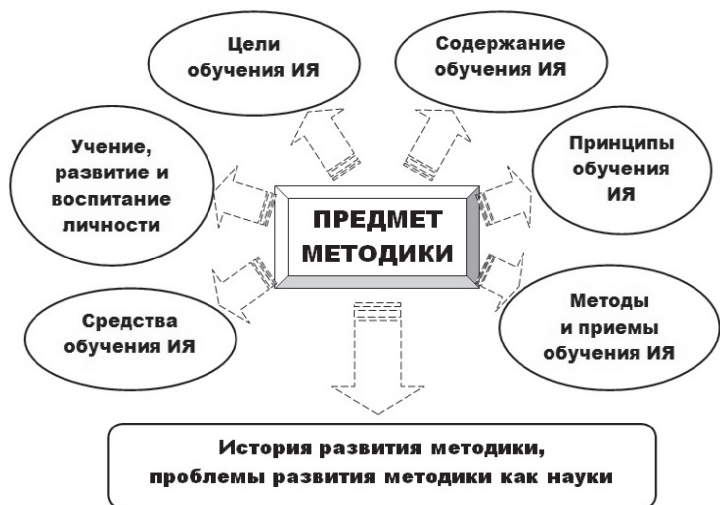 Цели
обучения ИЯ
Содержание
обучения ИЯ
Учение,
развитие и
воспитание
личности
Принципы
обучения
ИЯ
ПРЕДМЕТ
МЕТОДИКИ
Средства
обучения ИЯ
Методы
и приемы
обучения ИЯ
История развития методики,
проблемы развития методики как науки